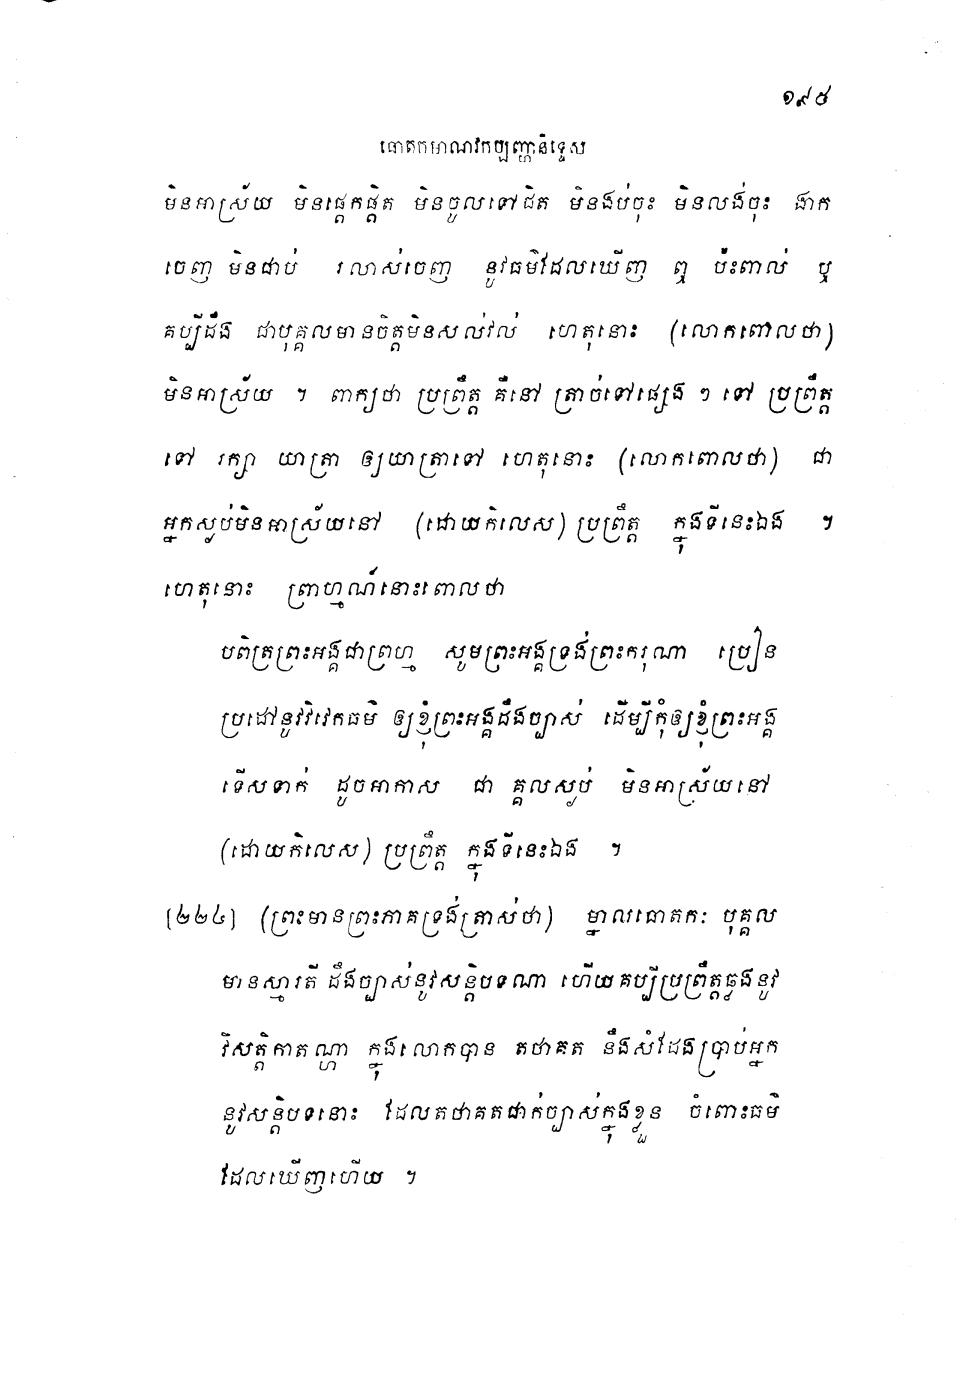 ១៩៥
ធោតកមាណវកប្បញ្ហានិទ្ទេស
មិនអាស្រ័យ មិនផ្តេកផ្តិត មិនចូលទៅជិត មិនងប់ចុះ មិនលង់ចុះ ងាក
ចេញ មិនជាប់ រលាស់ចេញ នូវធម៌ដែលឃើញ ឮ ប៉ះពាល់ ឬ
គប្បីដឹង ជាបុគ្គលមានចិត្តមិនសល់វល់ ហេតុនោះ (លោកពោលថា)
មិនអាស្រ័យ ។ ពាក្យថា ប្រព្រឹត្ត គឺនៅ ត្រាច់ទៅផ្សេង ៗ ទៅ ប្រព្រឹត្ត
ទៅ រក្សា យាត្រា ឲ្យយាត្រាទៅ ហេតុនោះ (លោកពោលថា) ជា
អ្នកស្ងប់មិនអាស្រ័យនៅ (ដោយកិលេស) ប្រព្រឹត្ត ក្នុងទីនេះឯង ។
ហេតុនោះ ព្រាហ្មណ៍នោះពោលថា
បពិត្រព្រះអង្គជាព្រហ្ម សូមព្រះអង្គទ្រង់ព្រះករុណា ប្រៀន
ប្រដៅនូវវិវេកធម៌ ឲ្យខ្ញុំព្រះអង្គដឹងច្បាស់ ដើម្បីកុំឲ្យខ្ញុំព្រះអង្គ
ទើសទាក់ ដូចអាកាស ជា គ្គលស្ងប់ មិនអាស្រ័យនៅ
(ដោយកិលេស) ប្រព្រឹត្ត ក្នុងទីនេះឯង ។
[២២៤] (ព្រះមានព្រះភាគទ្រង់ត្រាស់ថា) ម្នាលធោតកៈ បុគ្គល
មានស្មារតី ដឹងច្បាស់នូវសន្តិបទណា ហើយគប្បីប្រព្រឹត្តធ្លងនូវ
វិសត្តិកាតណ្ហា ក្នុងលោកបាន តថាគត នឹងសំដែងប្រាប់អ្នក
នូវសន្តិបទនោះ ដែលតថាគតជាក់ច្បាស់ក្នុងខ្លួន ចំពោះធម៌
ដែលឃើញហើយ ។